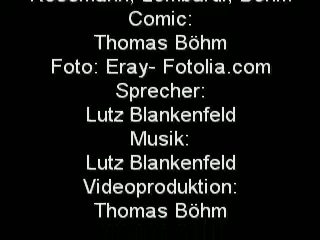 Comic:
Thomas Böhm
Foto: Eray- Fotolia.com
Sprecher:
Lutz Blankenfeld
Musik:
Lutz Blankenfeld
Videoproduktion:
Thomas Böhm